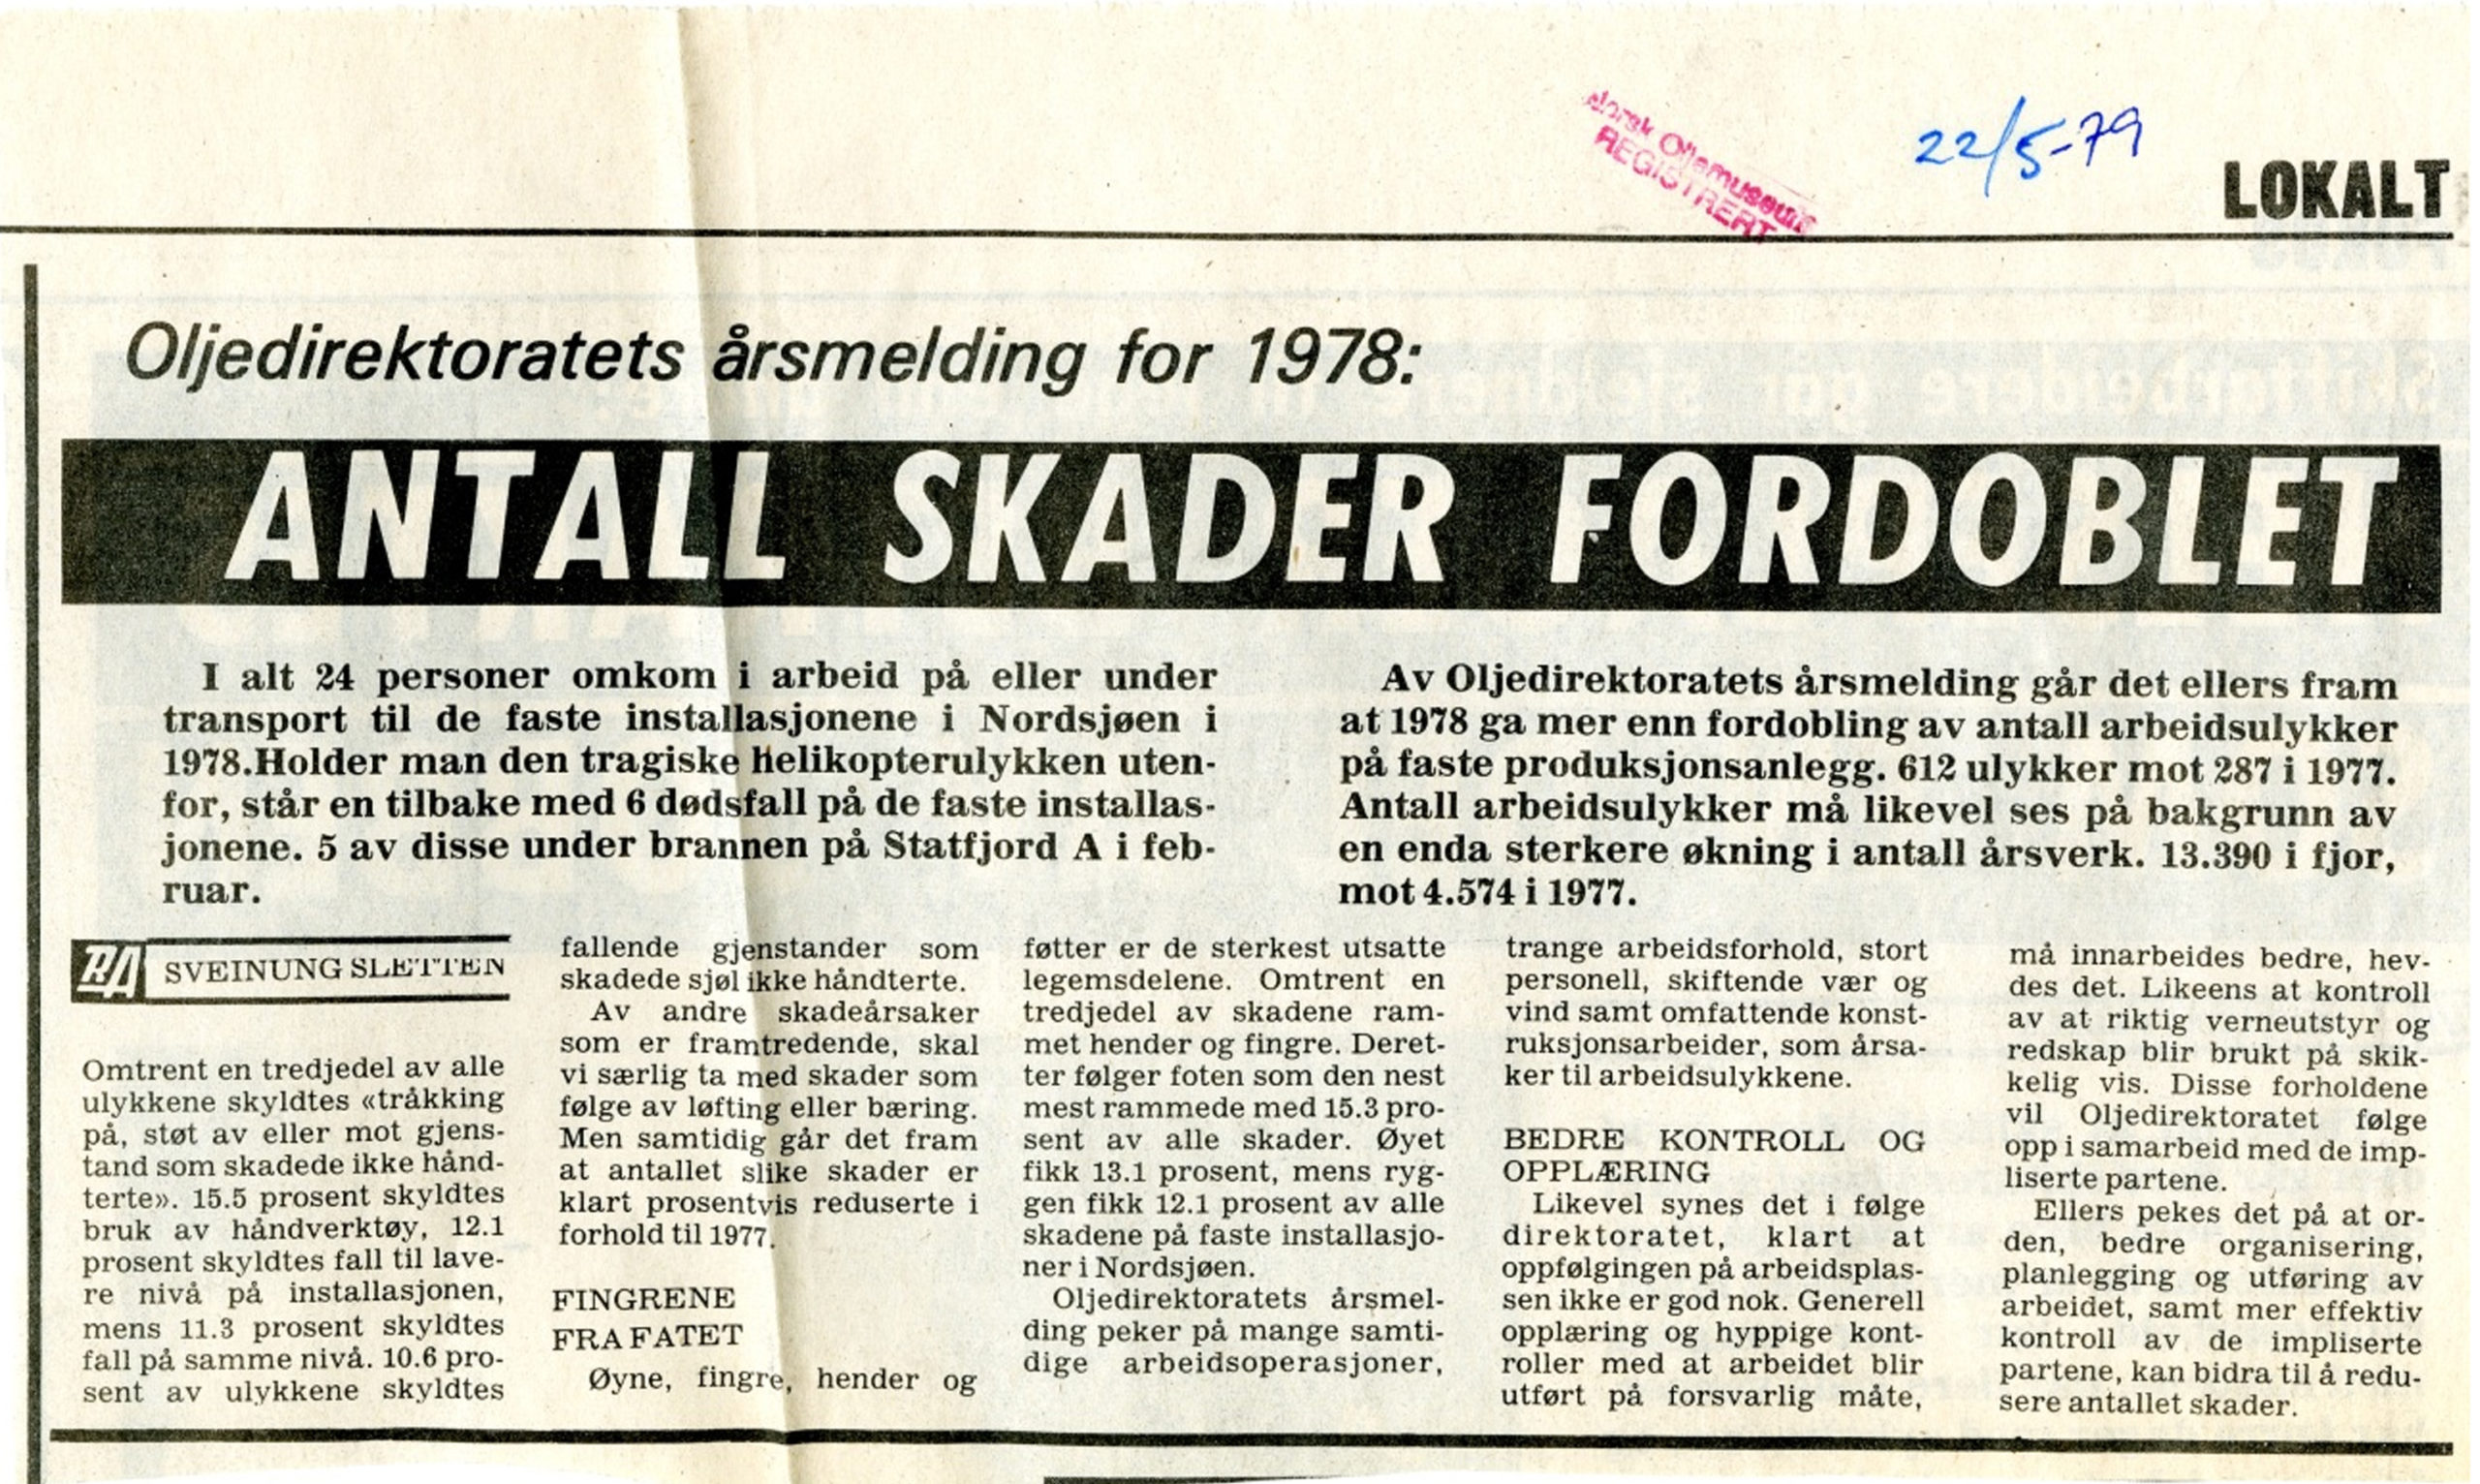 Norsk Oljemuseum
REGISTRERT
22/5-79
LOKALT
Oljedirektoratets årsmelding for 1978:
ANTALL SKADER FORDOBLET
I alt 24 personer omkom i arbeid på eller under
transport til de faste installasjonene i Nordsjøen i
1978.Holder man den tragiske helikopterulykken uten-
for, står en tilbake med 6 dødsfall på de faste installas-
jonene. 5 av disse under brannen på Statfjord A i feb-
ruar.
Av Oljedirektoratets årsmelding går det ellers fram
at 1978 ga mer enn fordobling av antall arbeidsulykker
på faste produksjonsanlegg. 612 ulykker mot 287 i 1977.
Antall arbeidsulykker må likevel ses på bakgrunn av
en enda sterkere økning i antall årsverk. 13.390 i fjor,
mot 4.574 i 1977.
RA SVEINUNG SLETTEN
Omtrent en tredjedel av alle
ulykkene skyldtes «tråkking
på, støt av eller mot gjens-
tand som skadede ikke hånd-
terte». 15.5 prosent skyldtes
bruk av håndverktøy, 12.1
prosent skyldtes fall til lave-
re nivå på installasjonen,
mens 11.3 prosent skyldtes
fall på samme nivå. 10.6 pro-
sent av ulykkene skyldtes
fallende gjenstander som
skadede sjøl ikke håndterte.
Av andre skadeårsaker
som er framtredende, skal
vi særlig ta med skader som
følge av løfting eller bæring.
Men samtidig går det fram
at antallet slike skader er
klart prosentvis reduserte i
forhold til 1977.
FINGRENE
FRA FATET
Øyne, fingre, hender og
føtter er de sterkest utsatte
legemsdelene. Omtrent en
tredjedel av skadene ram-
met hender og fingre. Deret-
ter følger foten som den nest
mest rammede med 15.3 pro-
sent av alle skader. Øyet
fikk 13.1 prosent, mens ryg-
gen fikk 12.1 prosent av alle
skadene på faste installasjo-
ner i Nordsjøen.
Oljedirektoratets årsmel-
ding peker på mange samti-
dige arbeidsoperasjoner,
trange arbeidsforhold, stort
personell, skiftende vær og
vind samt omfattende konst-
ruksjonsarbeider, som årsa-
ker til arbeidsulykkene.
BEDRE KONTROLL OG
OPPLÆRING
Likevel synes det i følge
direktoratet, klart at
oppfølgingen på arbeidsplas-
sen ikke er god nok. Generell
opplæring og hyppige kont-
roller med at arbeidet blir
utført på forsvarlig måte,
må innarbeides bedre, hev-
des det. Likeens at kontroll
av at riktig verneutstyr og
redskap blir brukt på skik-
kelig vis. Disse forholdene
vil Oljedirektoratet følge
opp i samarbeid med de imp-
liserte partene.
Ellers pekes det på at or-
den, bedre organisering,
planlegging og utføring av
arbeidet, samt mer effektiv
kontroll av de impliserte
partene, kan bidra til å redu-
sere antallet skader.